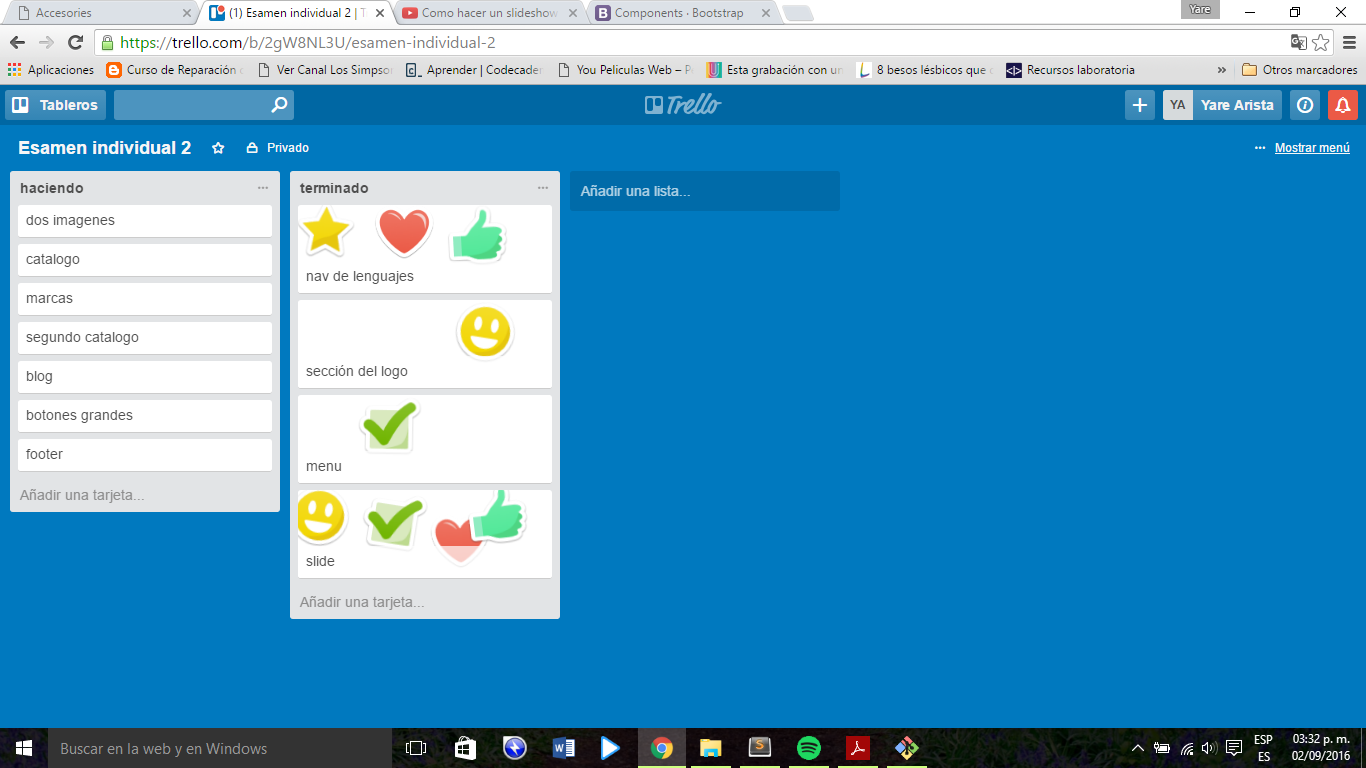 Accesories
(1) Esamen individual 2 | T
Como hacer un slideshow
Components · Bootstrap
Yare
https://trello.com/b/2gW8NL3U/esamen-individual-2
Aplicaciones
Curso de Reparación
Ver Canal Los Simpso
Aprender | Codecade
You Peliculas Web – P
Esta grabación con un
8 besos lésbicos que
Recursos laboratoria
»
Otros marcadores
Tableros
Trello
YA
Yare Arista
Esamen individual 2
Privado
Mostrar menú
haciendo
dos imagenes
catalogo
marcas
segundo catalogo
blog
botones grandes
footer
Añadir una tarjeta...
terminado
nav de lenguajes
sección del logo
menu
slide
Añadir una tarjeta...
Añadir una lista...
Buscar en la web y en Windows
ESP
ES
03:32 p. m.
02/09/2016